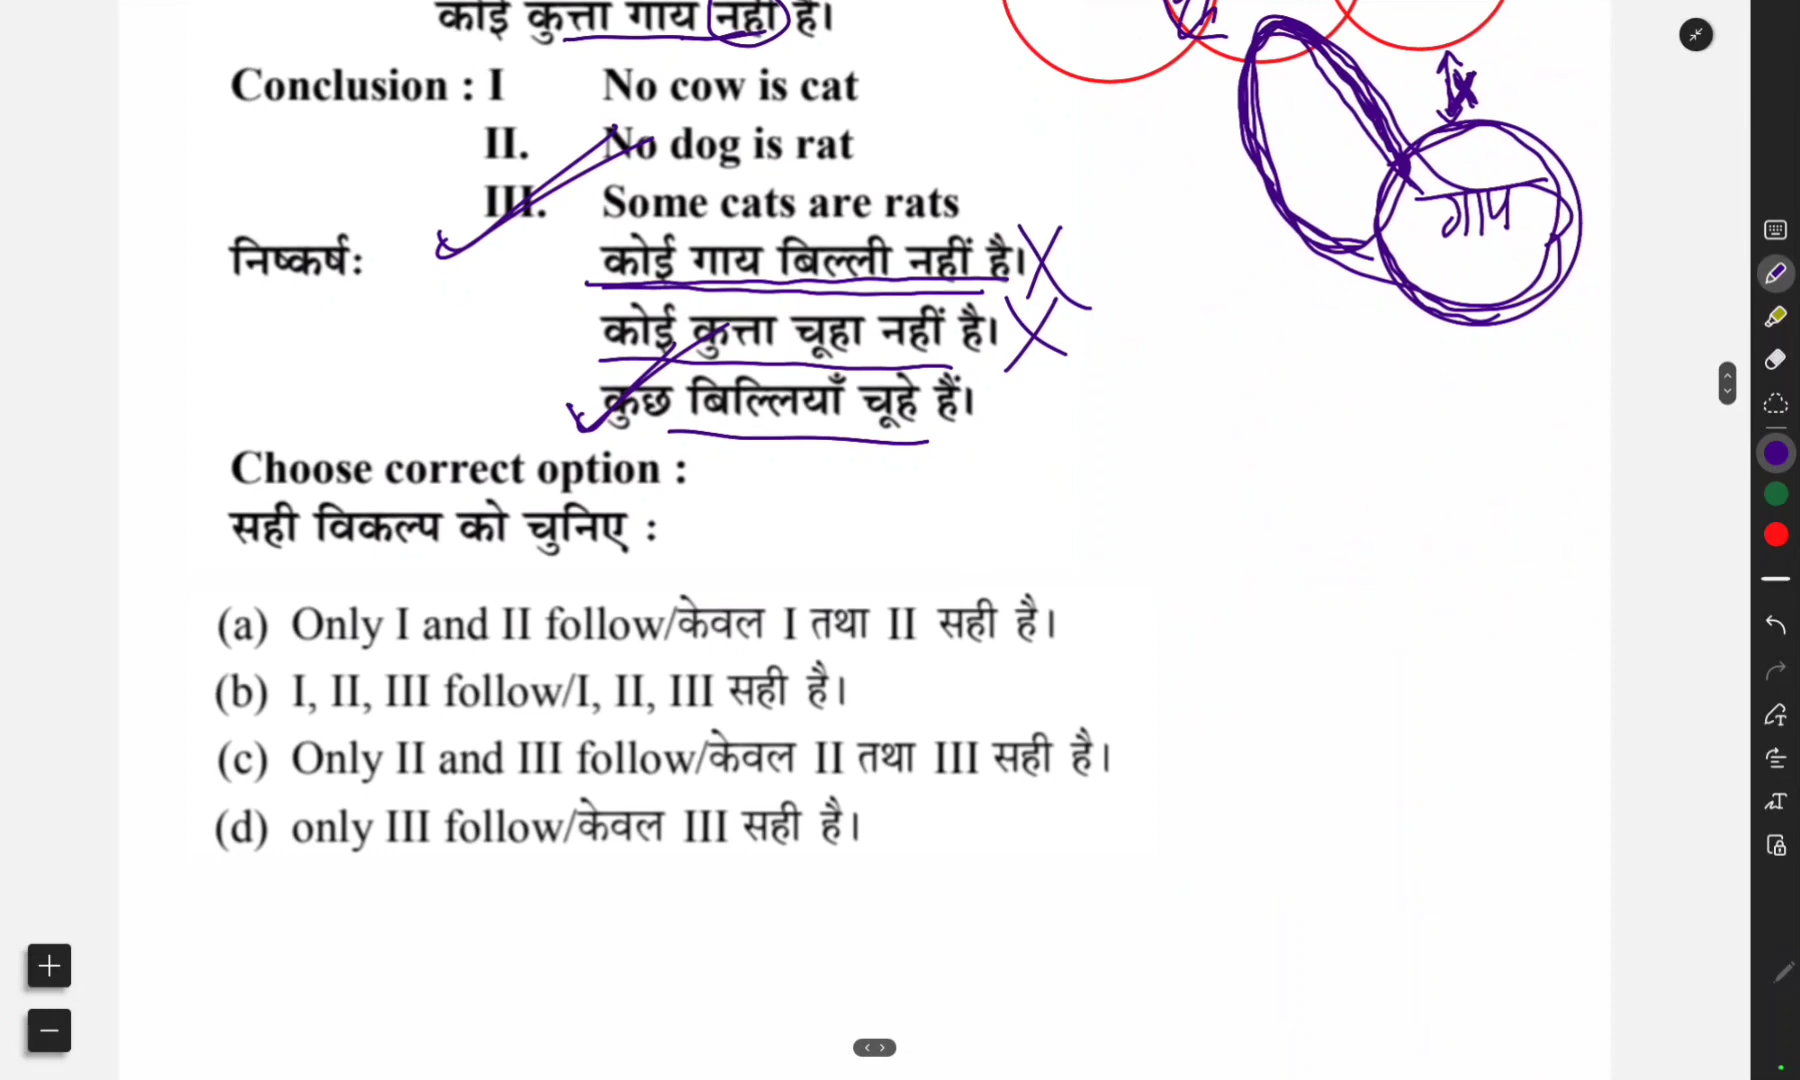 कोई कुत्ता गाय नहीं है।
Conclusion : I No cow is cat
II. No dog is rat
III. Some cats are rats
निष्कर्ष: कोई गाय बिल्ली नहीं है।
कोई कुत्ता चूहा नहीं है।
कुछ बिल्लियाँ चूहे हैं।
गाय
Choose correct option :
सही विकल्प को चुनिए :
(a) Only I and II follow/केवल I तथा II सही है।
(b) I, II, III follow/I, II, III सही है।
(c) Only II and III follow/केवल II तथा III सही है।
(d) only III follow/केवल III सही है।